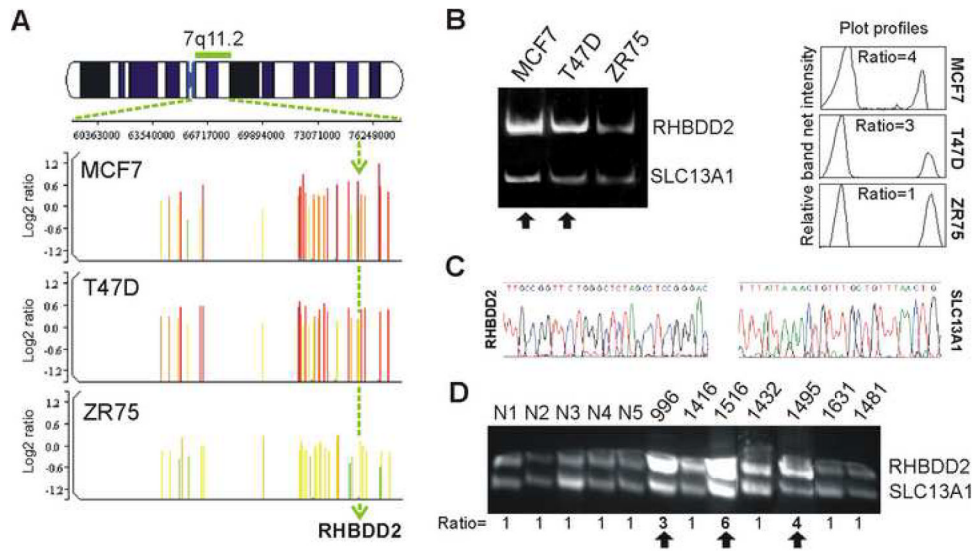 A
7q11.2
60363000 63540000 66717000 69894000 73071000 76249000
MCF7
Log2 ratio
1.2
0.6
0.0
-0.6
-1.2
T47D
Log2 ratio
1.2
0.6
0.0
-0.6
-1.2
ZR75
Log2 ratio
1.2
0.6
0.0
-0.6
-1.2
RHBDD2
B
MCF7 T47D ZR75
RHBDD2
SLC13A1
Plot profiles
Relative band net intensity
Ratio=4
MCF7
Ratio=3
T47D
Ratio=1
ZR75
C
RHBDD2
TTGCCGGTTCTGGGCTCTAGCCTCCGGGAC
SLC13A1
D
N1 N2 N3 N4 N5 996 1416 1516 1432 1495 1631 1481
RHBDD2
SLC13A1
Ratio= 1 1 1 1 1 3 1 6 1 4 1 1